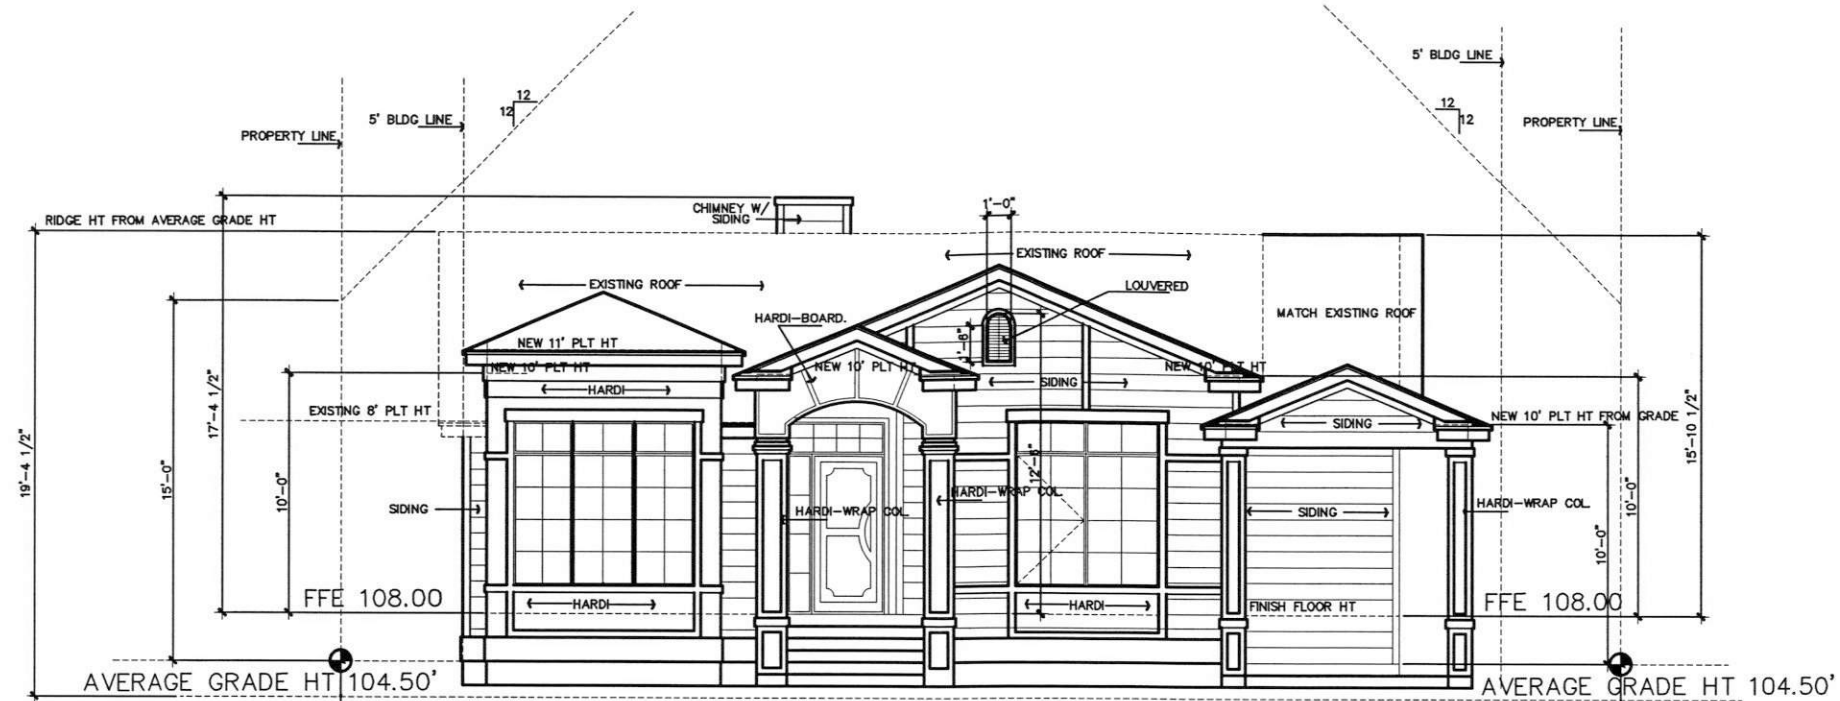 5' BLDG LINE
12
12
PROPERTY LINE
5' BLDG LINE
12
12
PROPERTY LINE
RIDGE HT FROM AVERAGE GRADE HT
CHIMNEY W/
SIDING
1'-0"
EXISTING ROOF
EXISTING ROOF
LOUVERED
HARDI-BOARD.
MATCH EXISTING ROOF
NEW 11' PLT HT
1'-6"
NEW 10' PLT HT
NEW 10' PLT HT
NEW 10' PLT HT
HARDI
SIDING
17'-4 1/2"
EXISTING 8' PLT HT
NEW 10' PLT HT FROM GRADE
SIDING
15'-10 1/2"
19'-4 1/2"
15'-0"
10'-0"
12'-6"
10'-0"
SIDING
HARDI-WRAP COL
HARDI-WRAP COL
SIDING
HARDI-WRAP COL
10'-0"
FFE 108.00
HARDI
HARDI
FINISH FLOOR HT
FFE 108.00
AVERAGE GRADE HT 104.50'
AVERAGE GRADE HT 104.50'